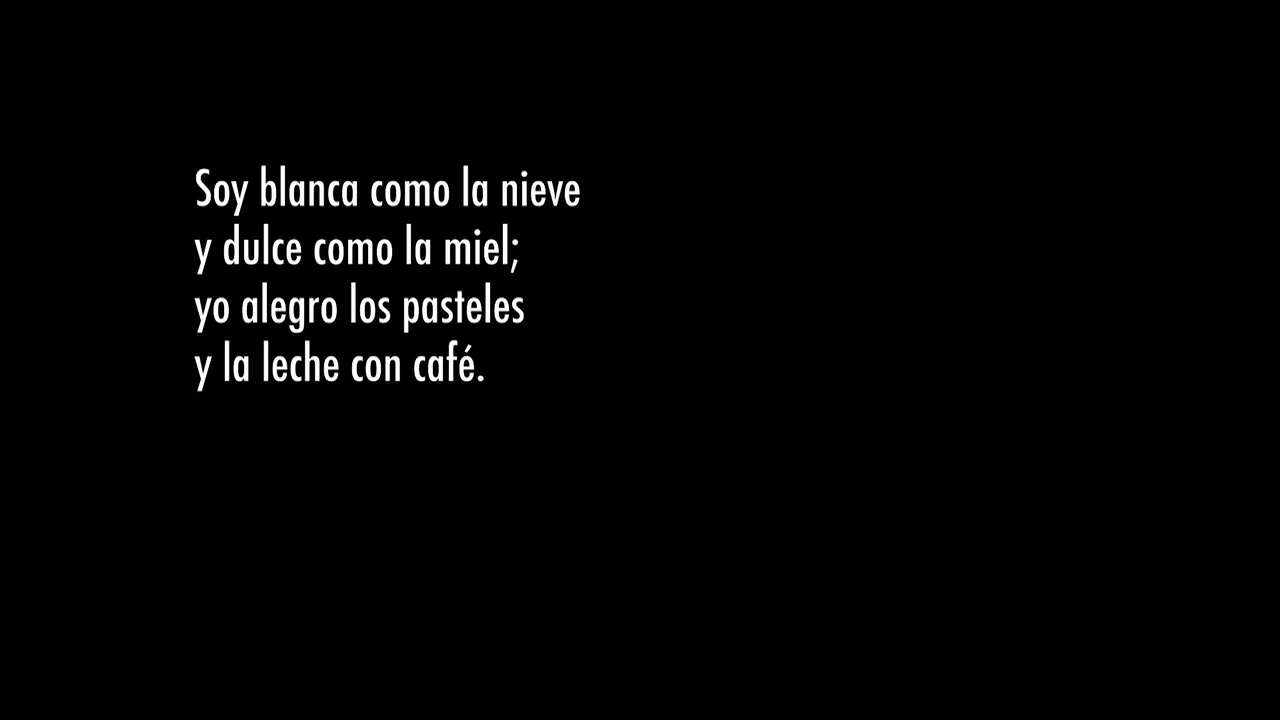 Soy blanca como la nieve
y dulce como la miel;
yo alegro los pasteles
y la leche con café.